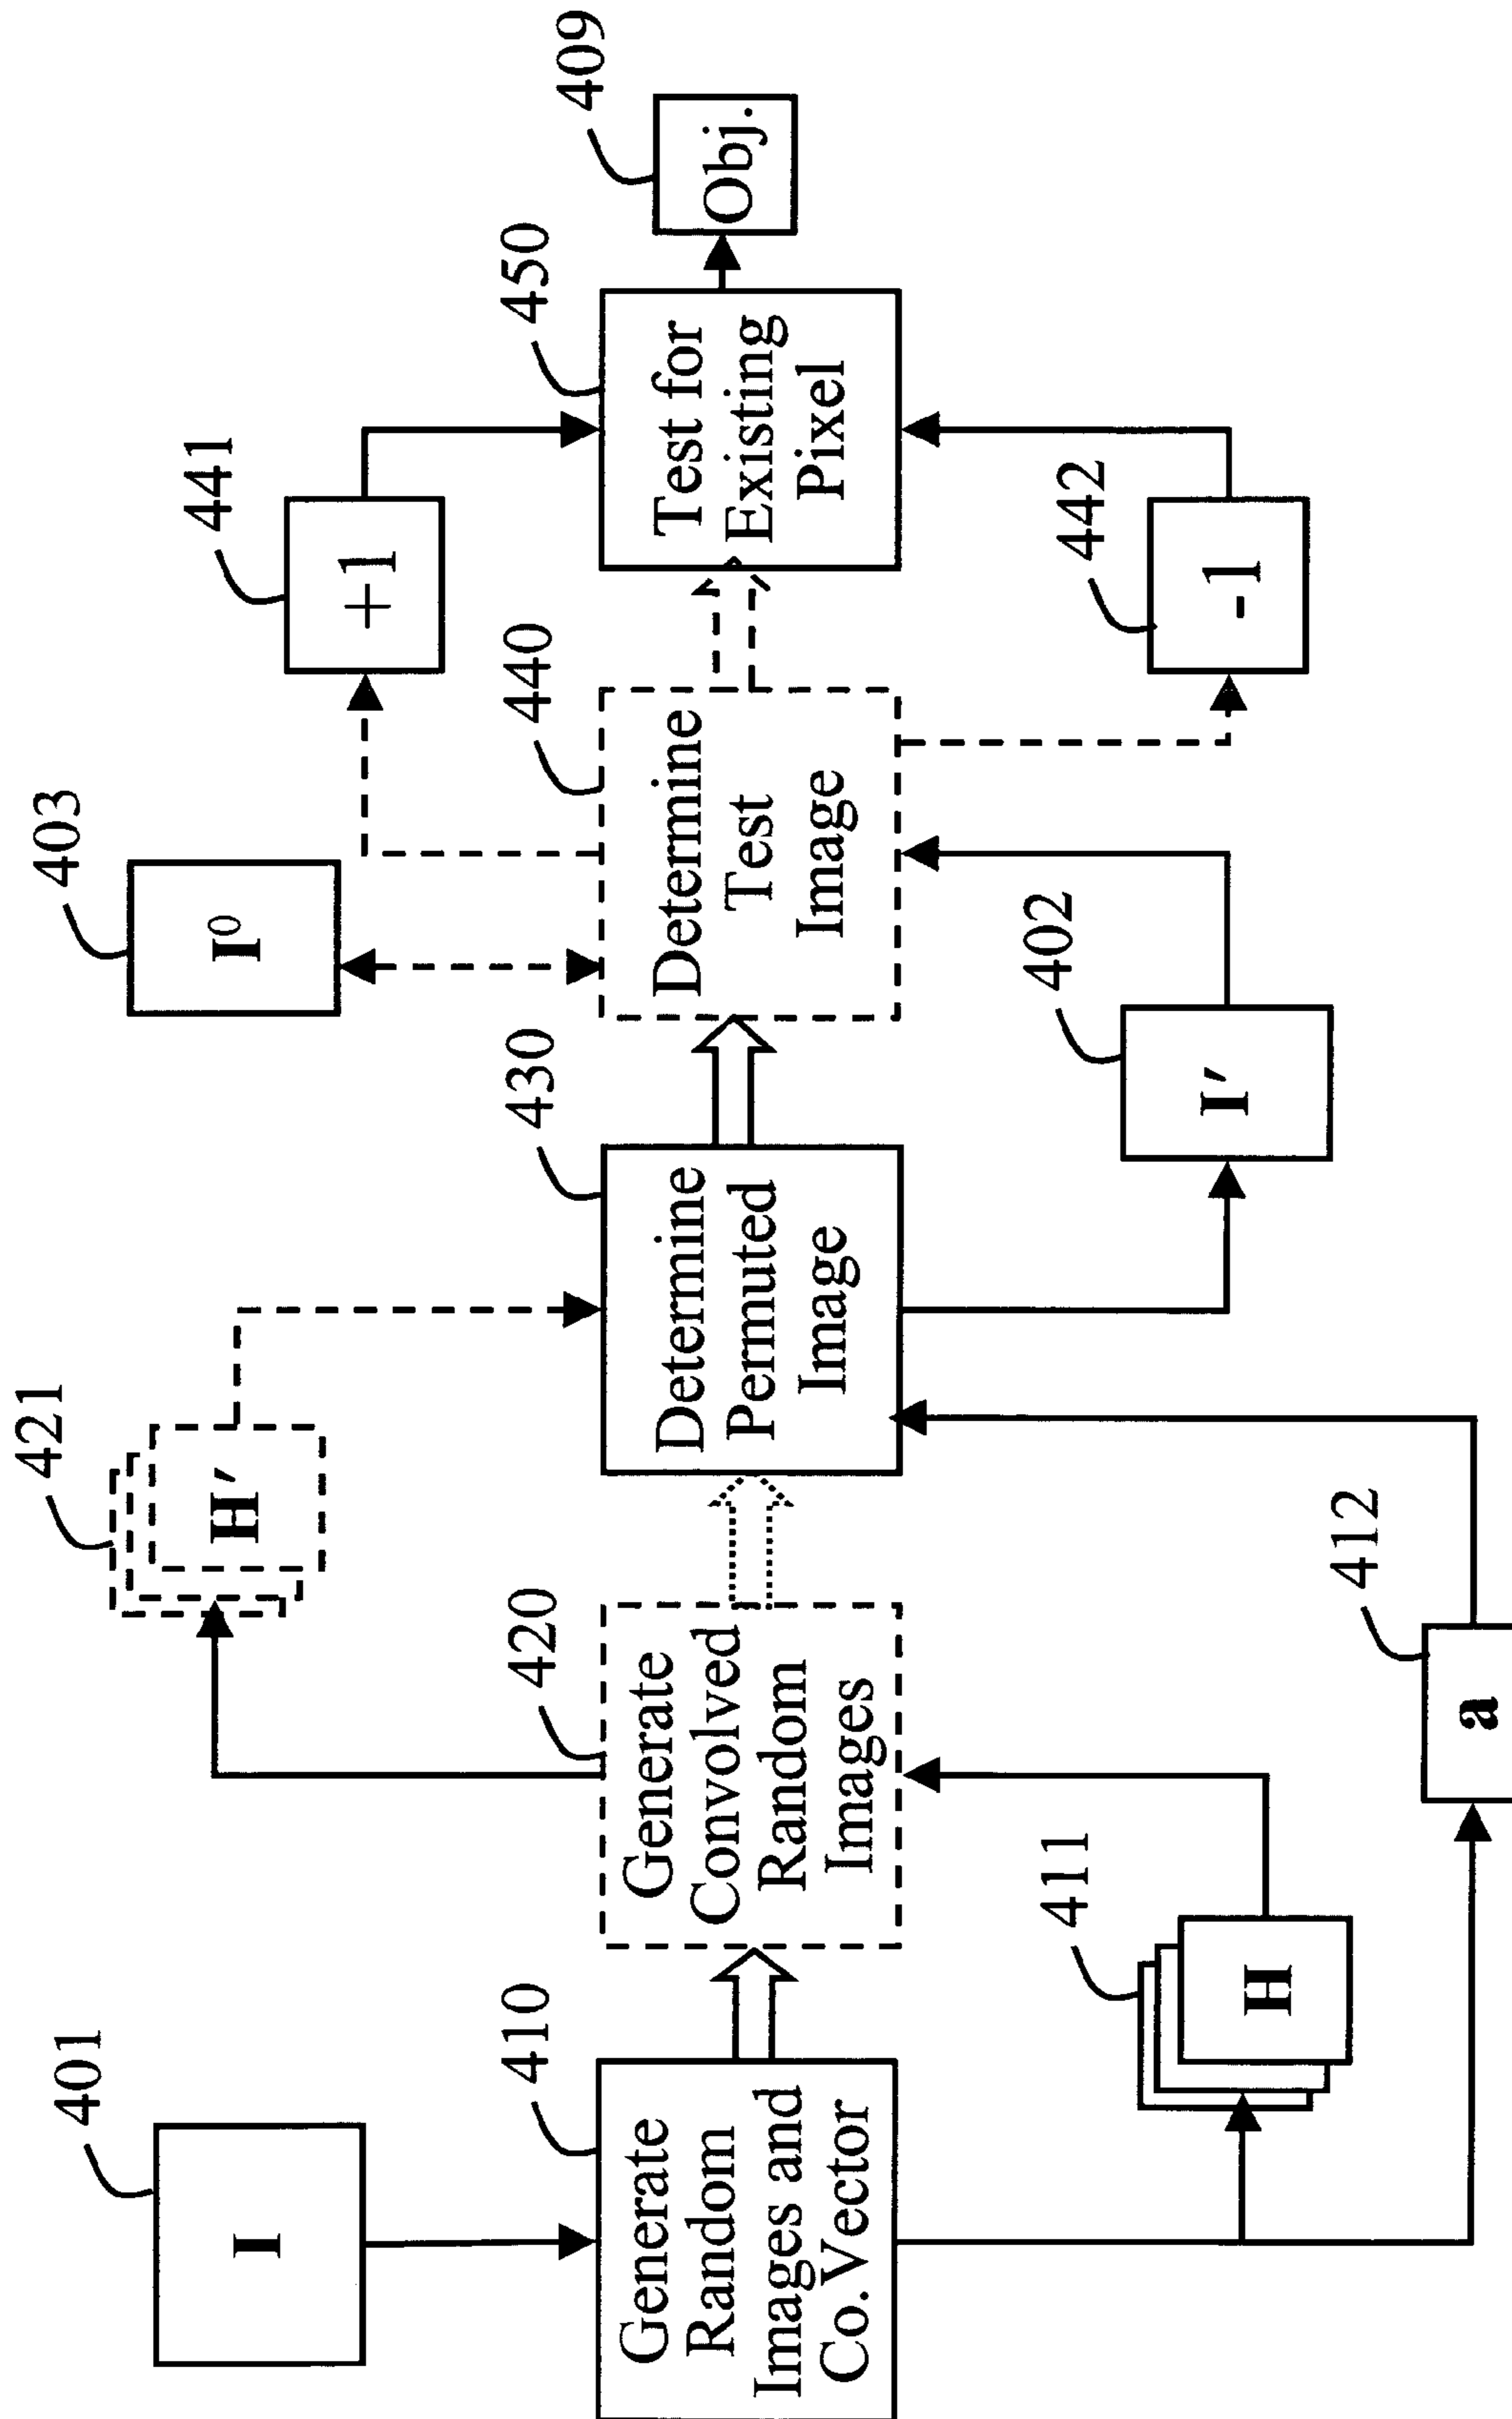 401
I
410
Generate
Random
Images and
Co. Vector
411
H
412
a
420
Generate
Convolved
Random
Images
421
H′
430
Determine
Permuted
Image
402
I′
403
I⁰
440
Determine
Test
Image
441
+1
442
-1
450
Test for
Existing
Pixel
409
Obj.